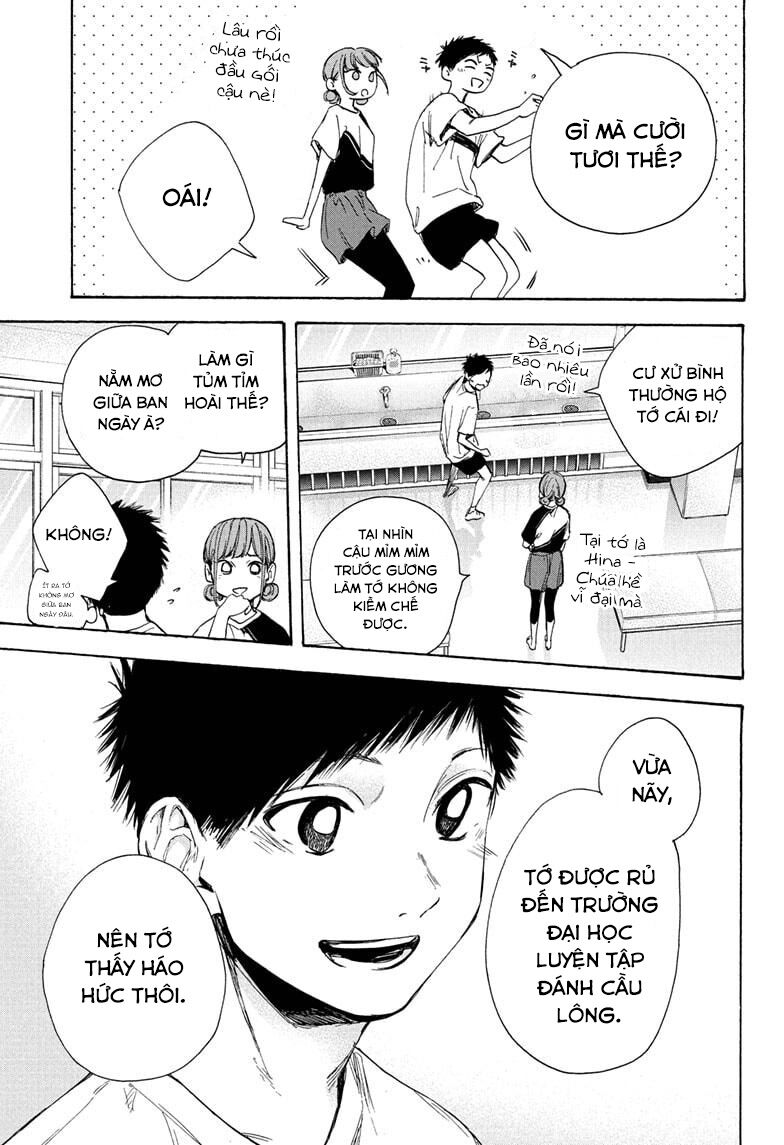 GÌ MÀ CƯỜI
TƯƠI THẾ?
Lâu rồi
chưa thúc
đầu gối
cậu nè!
OÁI!
CƯ XỬ BÌNH
THƯỜNG HỘ
TỚ CÁI ĐI!
Đã nói
bao nhiêu
lần rồi!
Tại tớ là
Hina -
Chúa hề
vĩ đại mà
TẠI NHÌN
CẬU MỈM MỈM
TRƯỚC GƯƠNG
LÀM TỚ KHÔNG
KIỀM CHẾ
ĐƯỢC.
LÀM GÌ
TỦM TỈM
HOÀI THẾ?
NẰM MƠ
GIỮA BAN
NGÀY À?
KHÔNG!
ÍT RA TỚ
KHÔNG MƠ
GIỮA BAN
NGÀY ĐÂU.
VỪA
NÃY,
TỚ ĐƯỢC RỦ
ĐẾN TRƯỜNG
ĐẠI HỌC
LUYỆN TẬP
ĐÁNH CẦU
LÔNG.
NÊN TỚ
THẤY HÁO
HỨC THÔI.